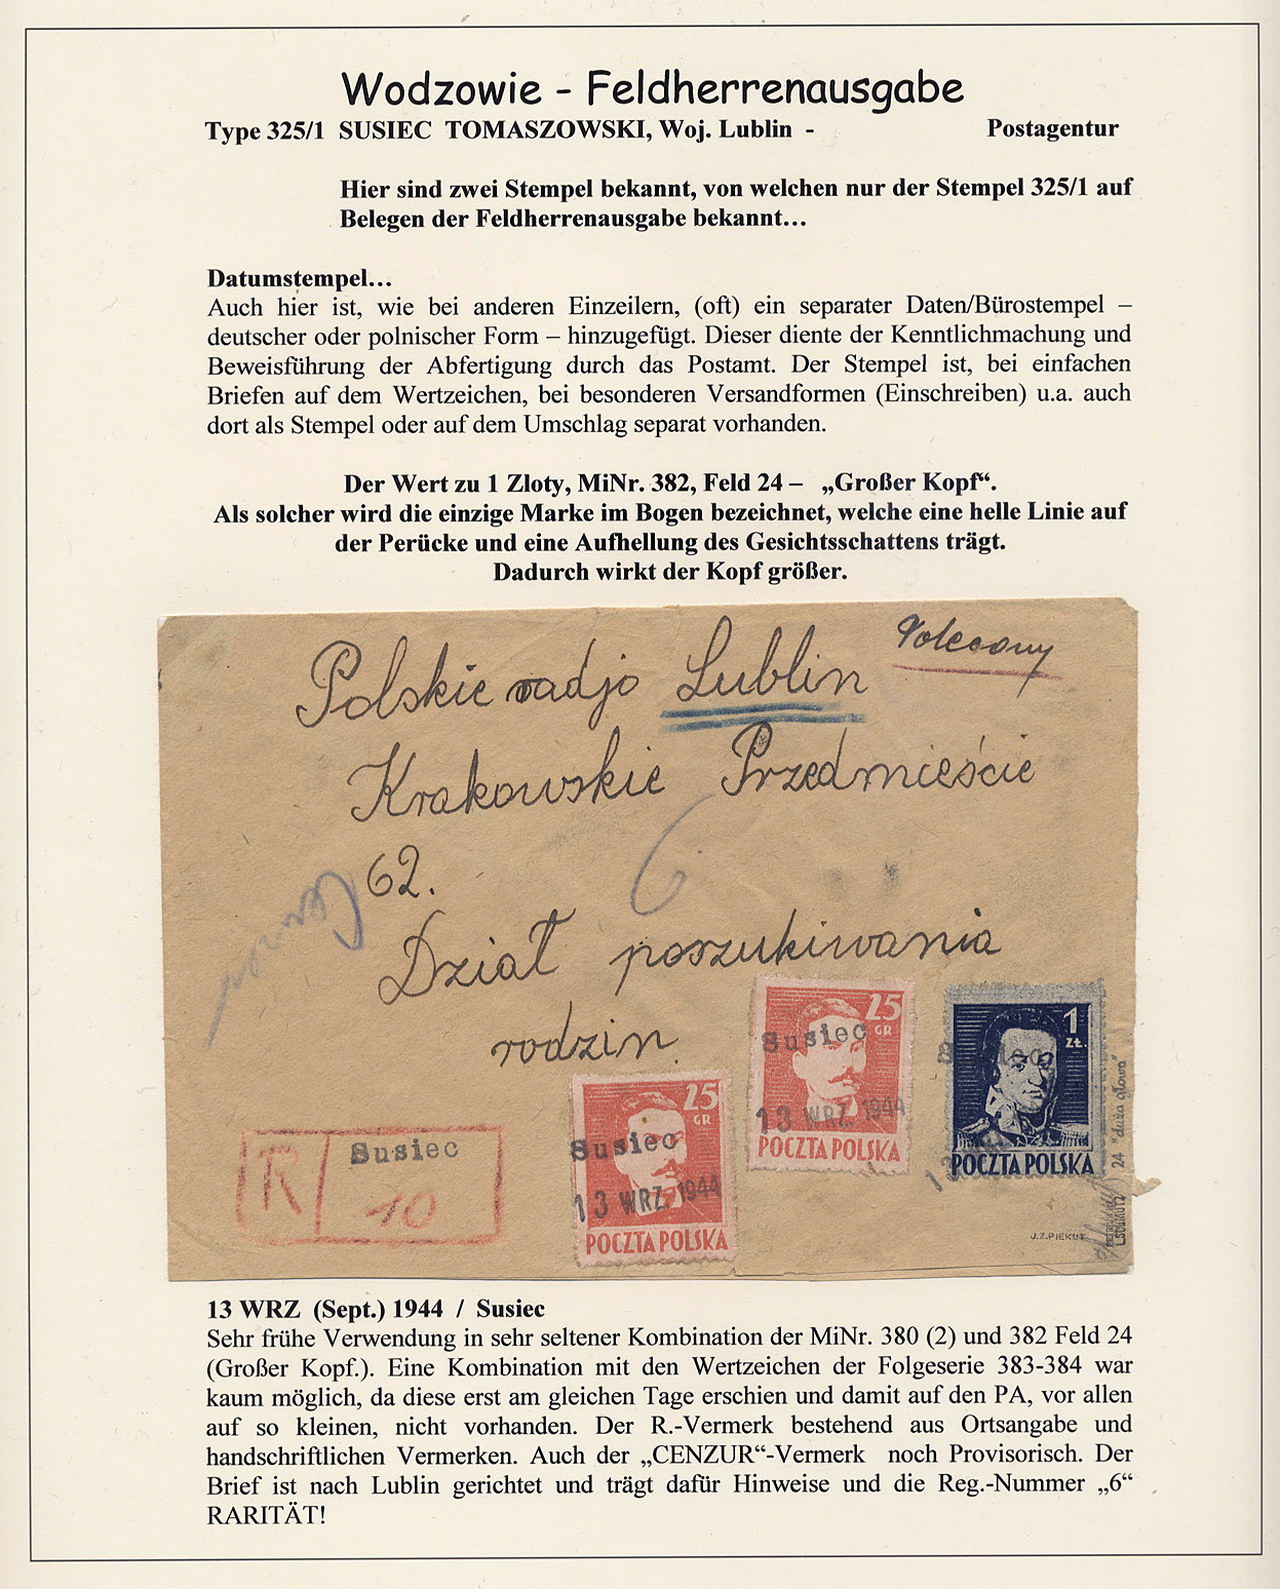 Wodzowie - Feldherrenausgabe
Type 325/1 SUSIEC TOMASZOWSKI, Woj. Lublin - Postagentur
Hier sind zwei Stempel bekannt, von welchen nur der Stempel 325/1 auf
Belegen der Feldherrenausgabe bekannt…
Datumstempel…
Auch hier ist, wie bei anderen Einzeilern, (oft) ein separater Daten/Bürostempel –
deutscher oder polnischer Form – hinzugefügt. Dieser diente der Kenntlichmachung und
Beweisführung der Abfertigung durch das Postamt. Der Stempel ist, bei einfachen
Briefen auf dem Wertzeichen, bei besonderen Versandformen (Einschreiben) u.a. auch
dort als Stempel oder auf dem Umschlag separat vorhanden.
Der Wert zu 1 Zloty, MiNr. 382, Feld 24 – „Großer Kopf“.
Als solcher wird die einzige Marke im Bogen bezeichnet, welche eine helle Linie auf
der Perücke und eine Aufhellung des Gesichtsschattens trägt.
Dadurch wirkt der Kopf größer.
Polecony
Polskie radjo Lublin
Krakowskie Przedmieście
62.
6
Dział poszukiwania
rodzin
25
GR
Susiec
13 WRZ. 1944
POCZTA POLSKA
1
ZŁ.
Susiec
POCZTA POLSKA
25
GR
Susiec
13 WRZ. 1944
POCZTA POLSKA
R Susiec
10
24 "duża głowa"
J.Z.PIEKUT
13 WRZ (Sept.) 1944 / Susiec
Sehr frühe Verwendung in sehr seltener Kombination der MiNr. 380 (2) und 382 Feld 24
(Großer Kopf.). Eine Kombination mit den Wertzeichen der Folgeserie 383-384 war
kaum möglich, da diese erst am gleichen Tage erschien und damit auf den PA, vor allen
auf so kleinen, nicht vorhanden. Der R.-Vermerk bestehend aus Ortsangabe und
handschriftlichen Vermerken. Auch der „CENZUR“-Vermerk noch Provisorisch. Der
Brief ist nach Lublin gerichtet und trägt dafür Hinweise und die Reg.-Nummer „6“
RARITÄT!